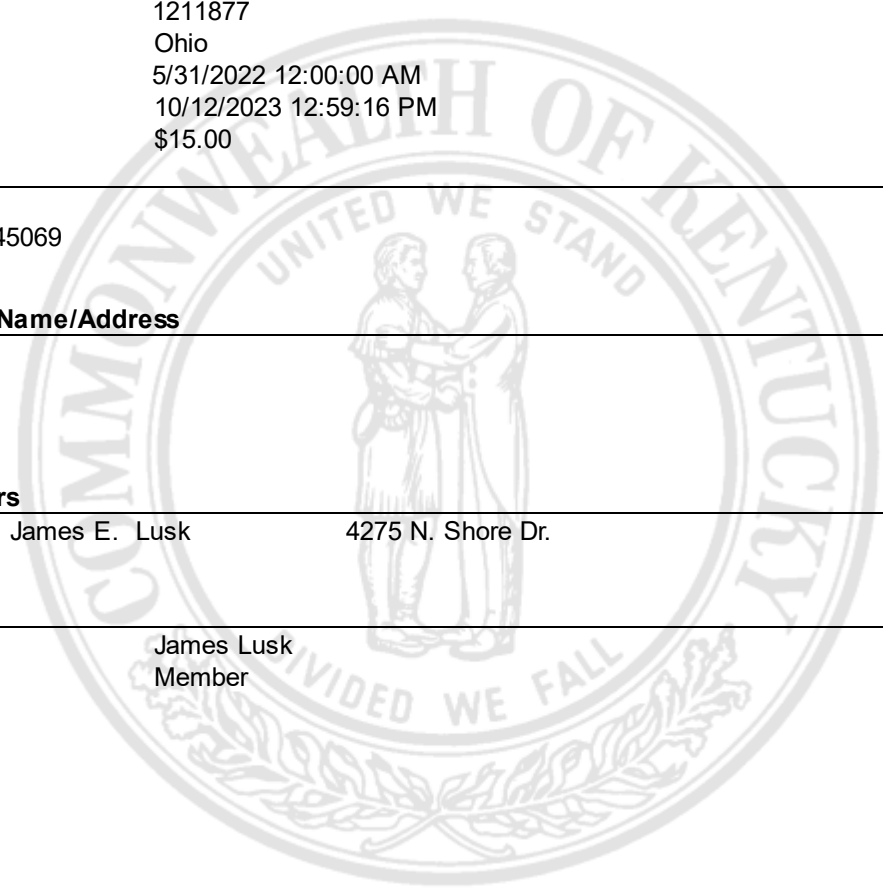 1211877
Ohio
5/31/2022 12:00:00 AM
10/12/2023 12:59:16 PM
$15.00
COMMONWEALTH OF KENTUCKY
UNITED WE STAND
45069
Name/Address
rs
James E. Lusk 4275 N. Shore Dr.
James Lusk
Member
DIVIDED WE FALL